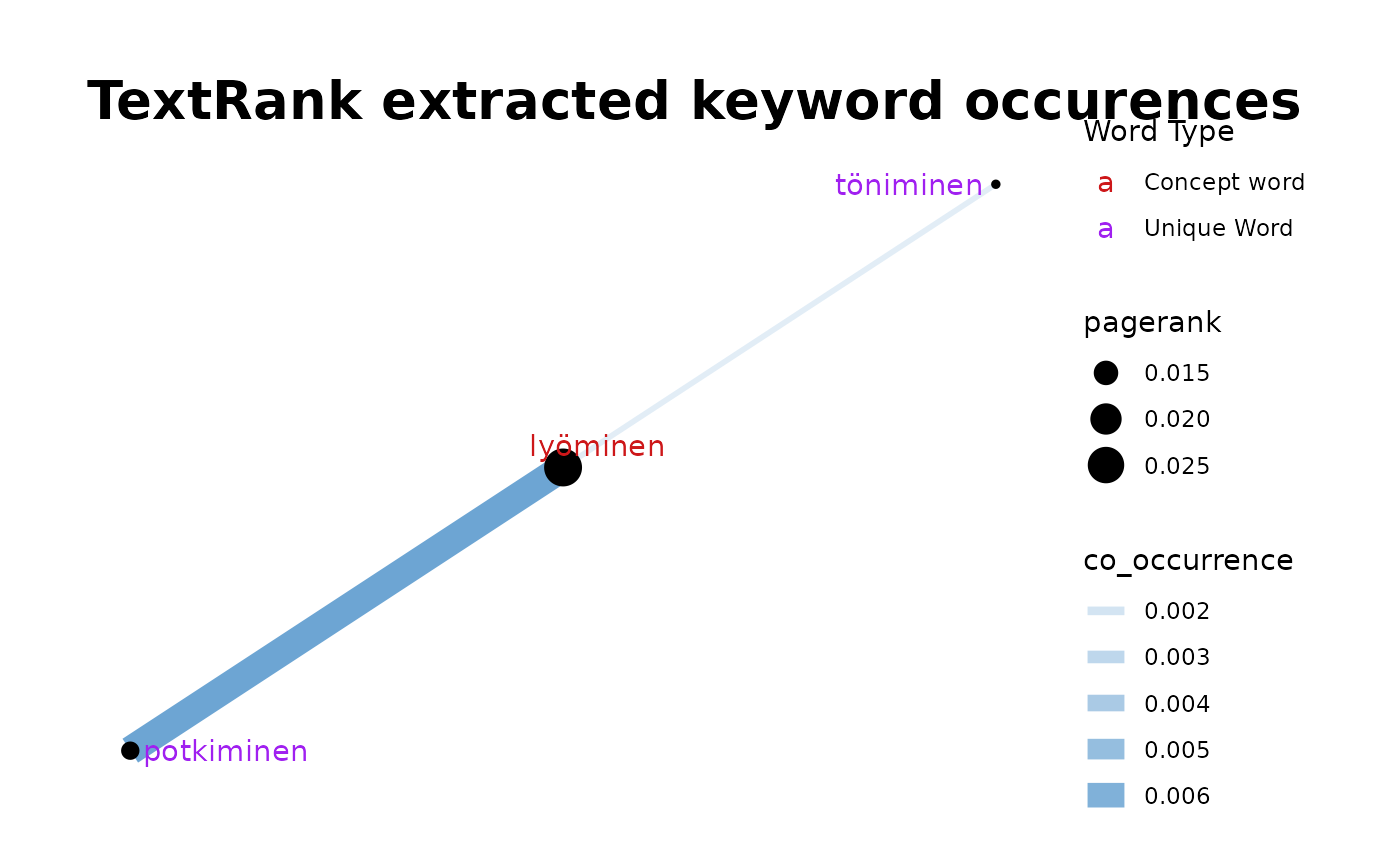 TextRank extracted keyword occurences
töniminen
lyöminen
potkiminen
Word Type
a Concept word
a Unique Word
pagerank
0.015
0.020
0.025
co_occurrence
0.002
0.003
0.004
0.005
0.006